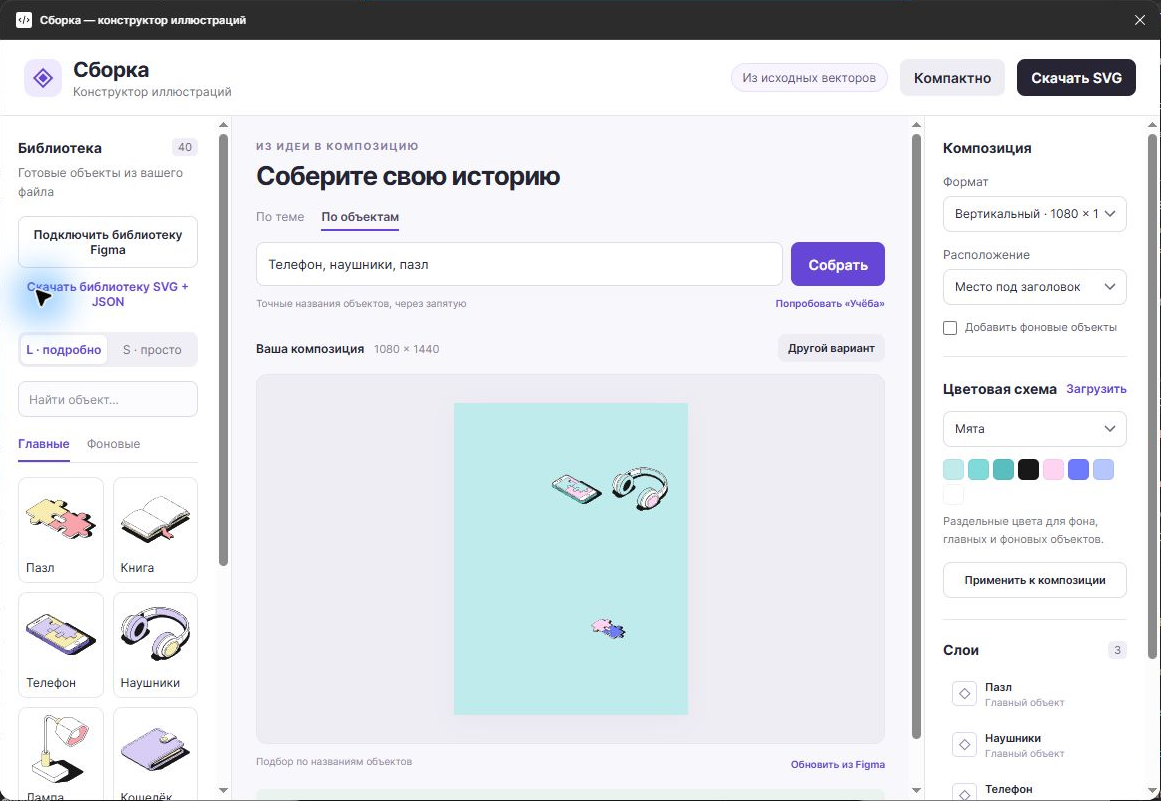 Сборка — конструктор иллюстраций
Сборка
Конструктор иллюстраций
Из исходных векторов
Компактно
Скачать SVG
Библиотека
40
Готовые объекты из вашего
файла
Подключить библиотеку
Figma
Скачать библиотеку SVG +
JSON
L · подробно
S · просто
Найти объект...
Главные
Фоновые
Пазл
Книга
Телефон
Наушники
Лампа
Кошелёк
ИЗ ИДЕИ В КОМПОЗИЦИЮ
Соберите свою историю
По теме
По объектам
Телефон, наушники, пазл
Собрать
Точные названия объектов, через запятую
Попробовать «Учёба»
Ваша композиция
1080 × 1440
Другой вариант
Подбор по названиям объектов
Обновить из Figma
Композиция
Формат
Вертикальный · 1080 × 1
Расположение
Место под заголовок
Добавить фоновые объекты
Цветовая схема
Загрузить
Мята
Раздельные цвета для фона,
главных и фоновых объектов.
Применить к композиции
Слои
3
Пазл
Главный объект
Наушники
Главный объект
Телефон